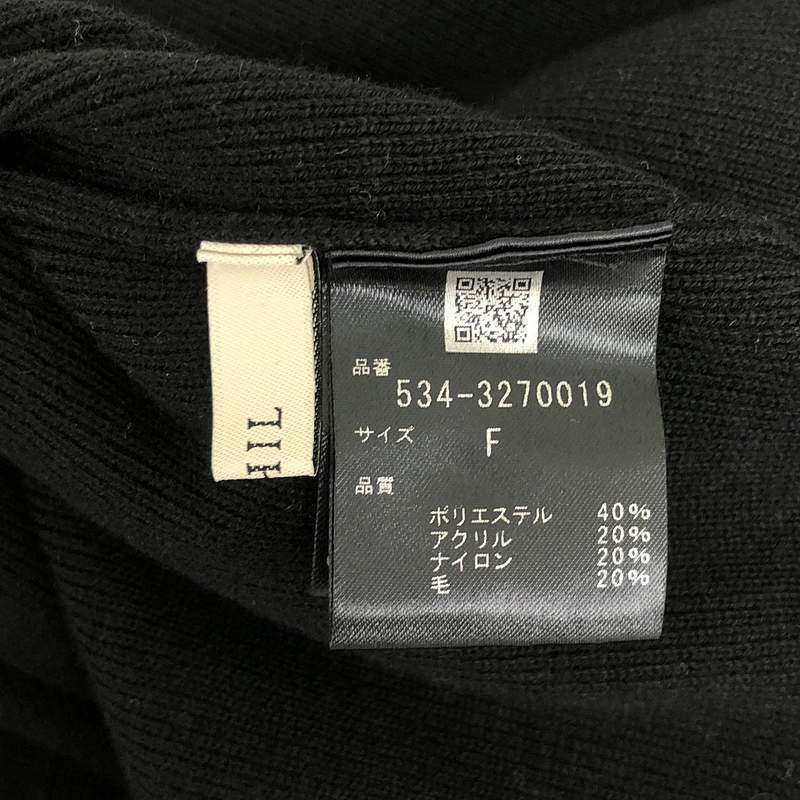 品番
534-3270019
サイズ F
品質
ポリエステル 40%
アクリル 20%
ナイロン 20%
毛 20%